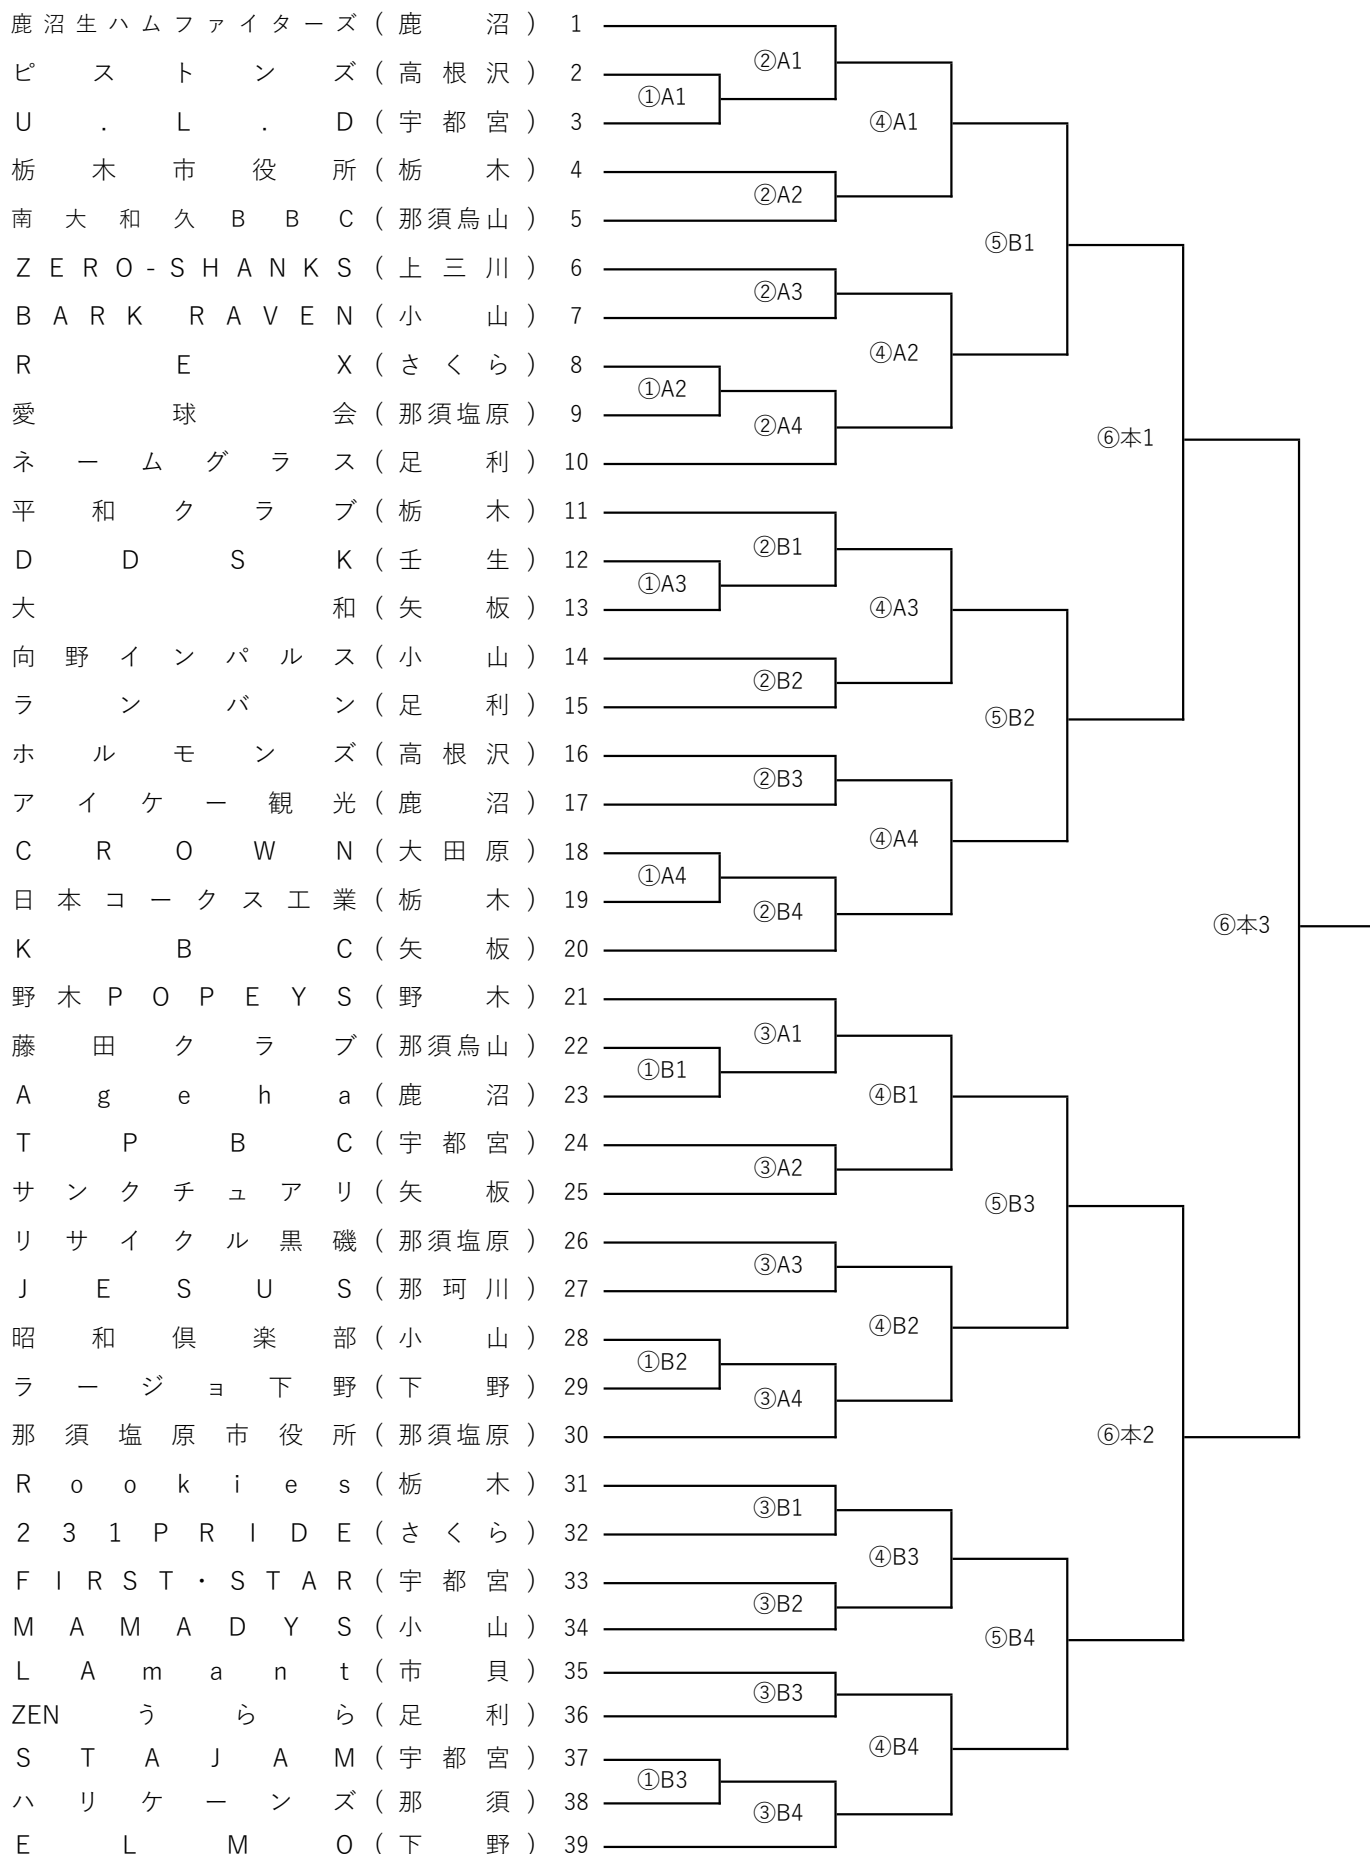 鹿沼生ハムファイターズ(鹿沼) 1
ピストンズ(高根沢) 2
U.L.D(宇都宮) 3
栃木市役所(栃木) 4
南大和久BBC(那須烏山) 5
ZERO-SHANKS(上三川) 6
BARK RAVEN(小山) 7
REX(さくら) 8
愛球会(那須塩原) 9
ネームグラス(足利) 10
平和クラブ(栃木) 11
DDSK(壬生) 12
大和(矢板) 13
向野インパルス(小山) 14
ランバン(足利) 15
ホルモンズ(高根沢) 16
アイケー観光(鹿沼) 17
CROWN(大田原) 18
日本コークス工業(栃木) 19
KBC(矢板) 20
野木POPEYS(野木) 21
藤田クラブ(那須烏山) 22
Ageha(鹿沼) 23
TPBC(宇都宮) 24
サンクチュアリ(矢板) 25
リサイクル黒磯(那須塩原) 26
JESUS(那珂川) 27
昭和倶楽部(小山) 28
ラージョ下野(下野) 29
那須塩原市役所(那須塩原) 30
Rookies(栃木) 31
231PRIDE(さくら) 32
FIRST・STAR(宇都宮) 33
MAMADYS(小山) 34
LAmant(市貝) 35
ZENうらら(足利) 36
STAJAM(宇都宮) 37
ハリケーンズ(那須) 38
ELMO(下野) 39
①A1
①A2
①A3
①A4
①B1
①B2
①B3
②A1
②A2
②A3
②A4
②B1
②B2
②B3
②B4
③A1
③A2
③A3
③A4
③B1
③B2
③B3
③B4
④A1
④A2
④A3
④A4
④B1
④B2
④B3
④B4
⑤B1
⑤B2
⑤B3
⑤B4
⑥本1
⑥本2
⑥本3